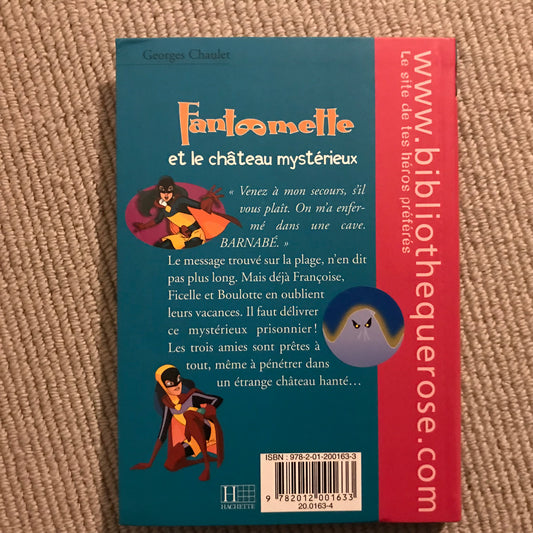 Georges Chaulet
Fantômette
et le château mystérieux
« Venez à mon secours, s'il
vous plaît. On m'a enfer-
mé dans une cave.
BARNABÉ. »
Le message trouvé sur la plage, n'en dit
pas plus long. Mais déjà Françoise,
Ficelle et Boulotte en oublient
leurs vacances. Il faut délivrer
ce mystérieux prisonnier !
Les trois amies sont prêtes à
tout, même à pénétrer dans
un étrange château hanté…
www.bibliothequerose.com
Le site de tes héros préférés
ISBN : 978-2-01-200163-3
9 782012 001633
20.0163-4
H
HACHETTE